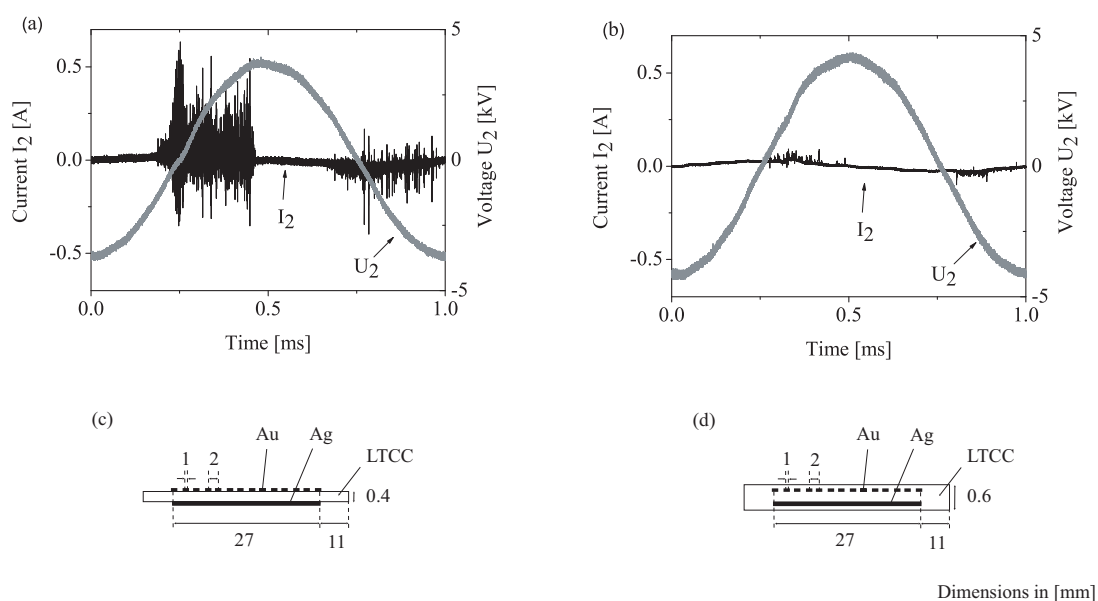 (a)
Current I2 [A]
0.5
0.0
-0.5
5
0
-5
Voltage U2 [kV]
I2
U2
0.0
0.5
1.0
Time [ms]
(b)
Current I2 [A]
0.5
0.0
-0.5
5
0
-5
Voltage U2 [kV]
I2
U2
0.0
0.5
1.0
Time [ms]
(c)
1
2
Au
Ag
LTCC
0.4
27
11
(d)
1
2
Au
Ag
LTCC
0.6
27
11
Dimensions in [mm]